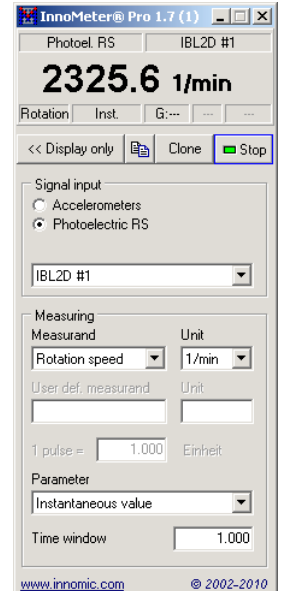 InnoMeter® Pro 1.7 (1)
Photoel. RS IBL2D #1
2325.6 1/min
Rotation Inst. G:--- --- ---
<< Display only Clone Stop
Signal input
Accelerometers
Photoelectric RS
IBL2D #1
Measuring
Measurand Unit
Rotation speed 1/min
User def. measurand Unit
1 pulse = 1.000 Einheit
Parameter
Instantaneous value
Time window 1.000
www.innomic.com © 2002-2010